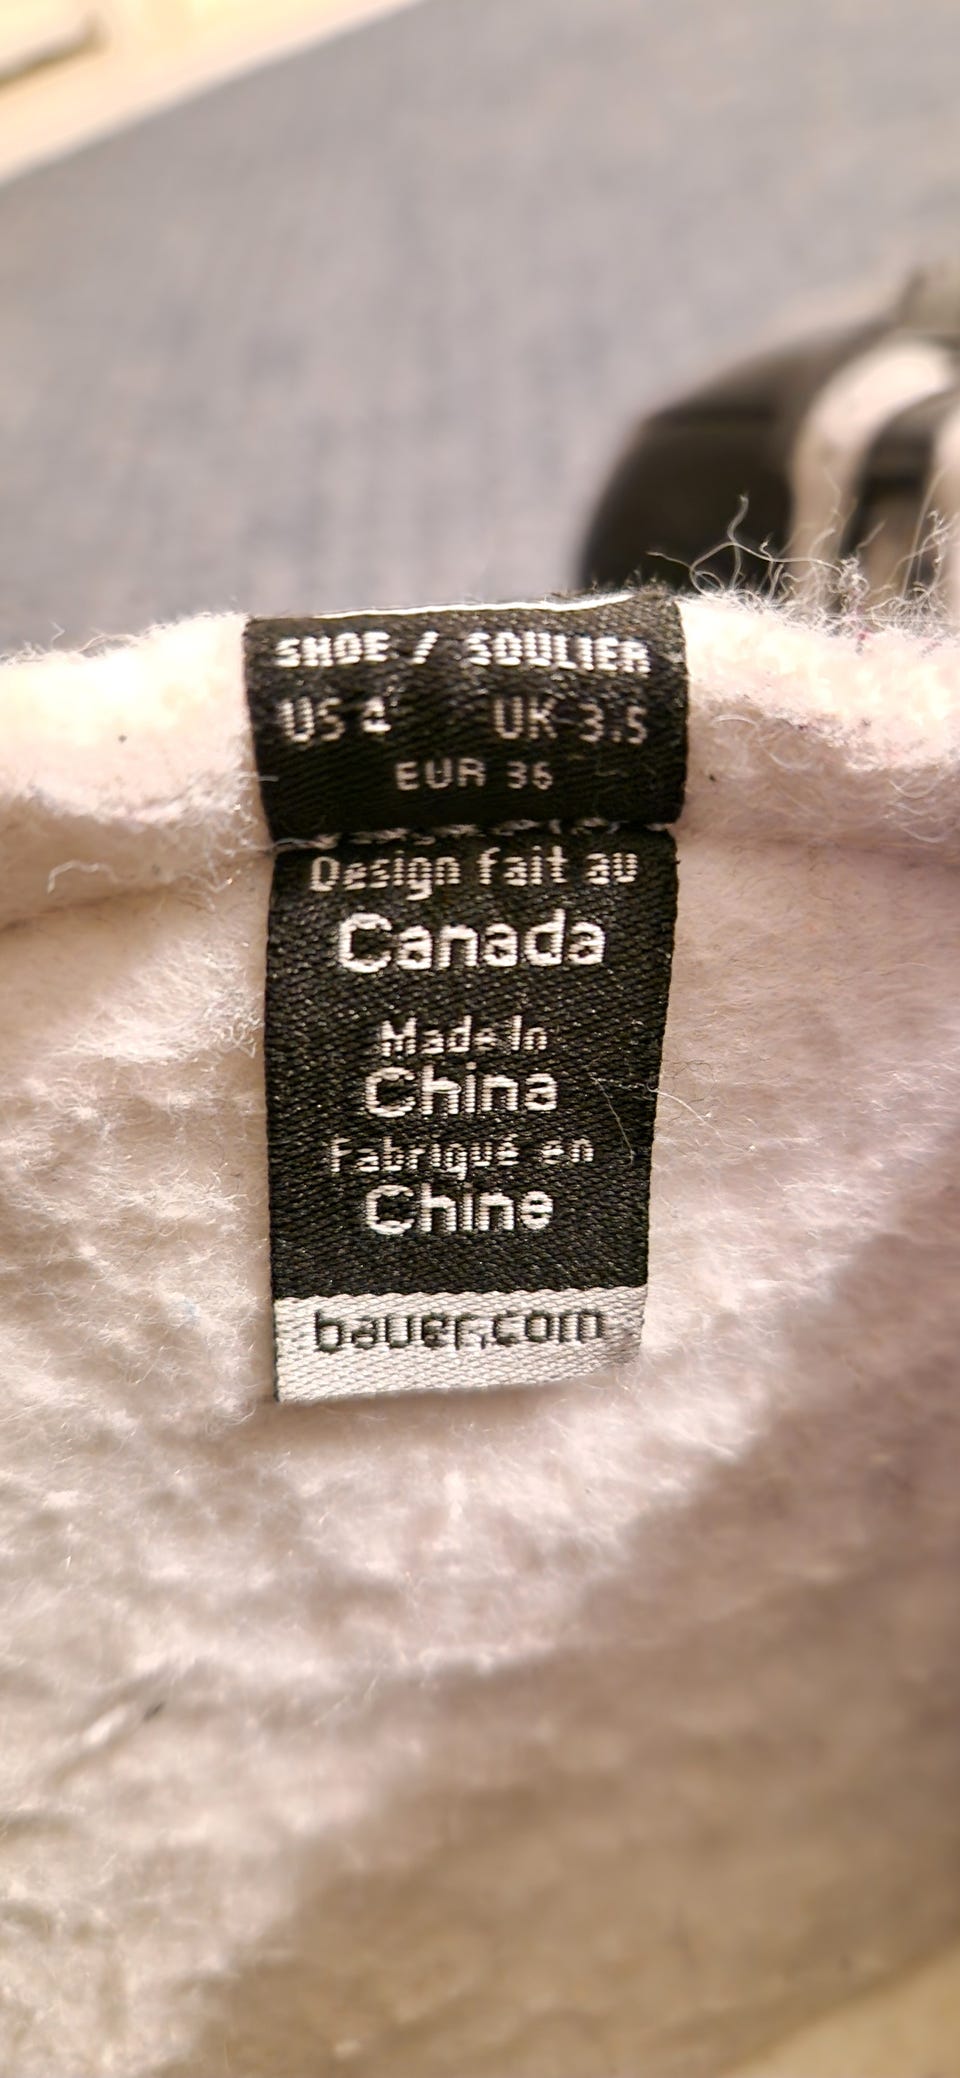 SHOE / SOULIER
US 4 UK 3.5
EUR 36
Design fait au
Canada
Made In
China
Fabriqué en
Chine
bauer.com